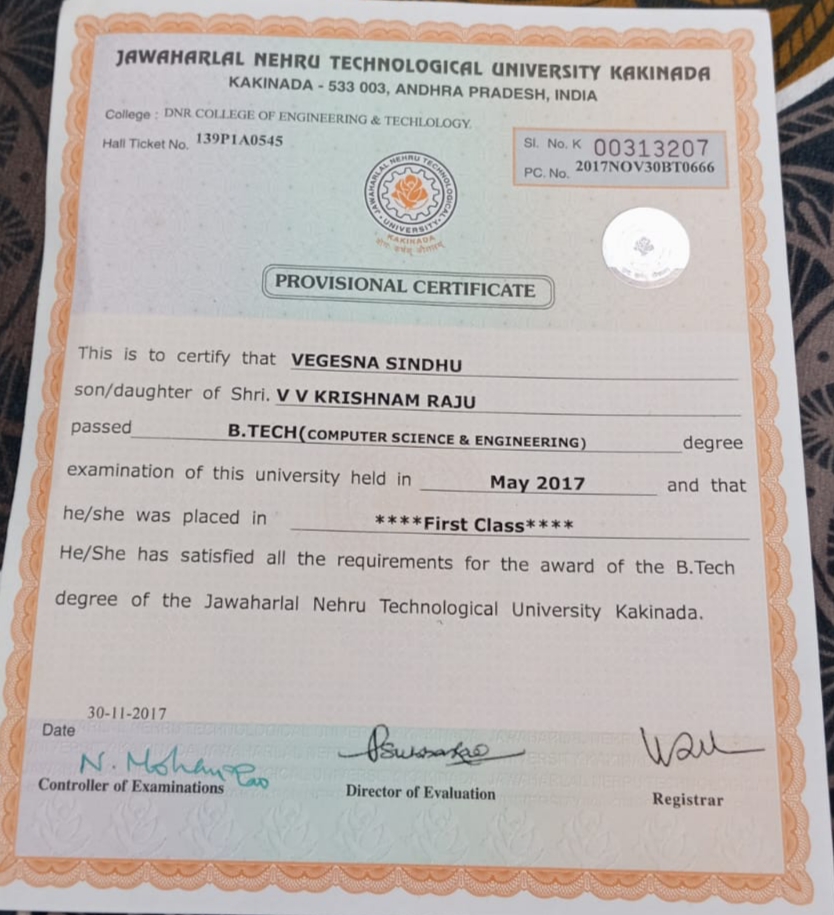 JAWAHARLAL NEHRU TECHNOLOGICAL UNIVERSITY KAKINADA
KAKINADA - 533 003, ANDHRA PRADESH, INDIA
College : DNR COLLEGE OF ENGINEERING & TECHLOLOGY.
Hall Ticket No. 139P1A0545
Sl. No. K 00313207
PC. No. 2017NOV30BT0666
JAWAHARLAL NEHRU TECHNOLOGICAL UNIVERSITY
KAKINADA
PROVISIONAL CERTIFICATE
This is to certify that VEGESNA SINDHU
son/daughter of Shri. V V KRISHNAM RAJU
passed B.TECH(COMPUTER SCIENCE & ENGINEERING) degree
examination of this university held in May 2017 and that
he/she was placed in ****First Class****
He/She has satisfied all the requirements for the award of the B.Tech
degree of the Jawaharlal Nehru Technological University Kakinada.
30-11-2017
Date
N. Mohan Rao
Controller of Examinations
Director of Evaluation
Registrar